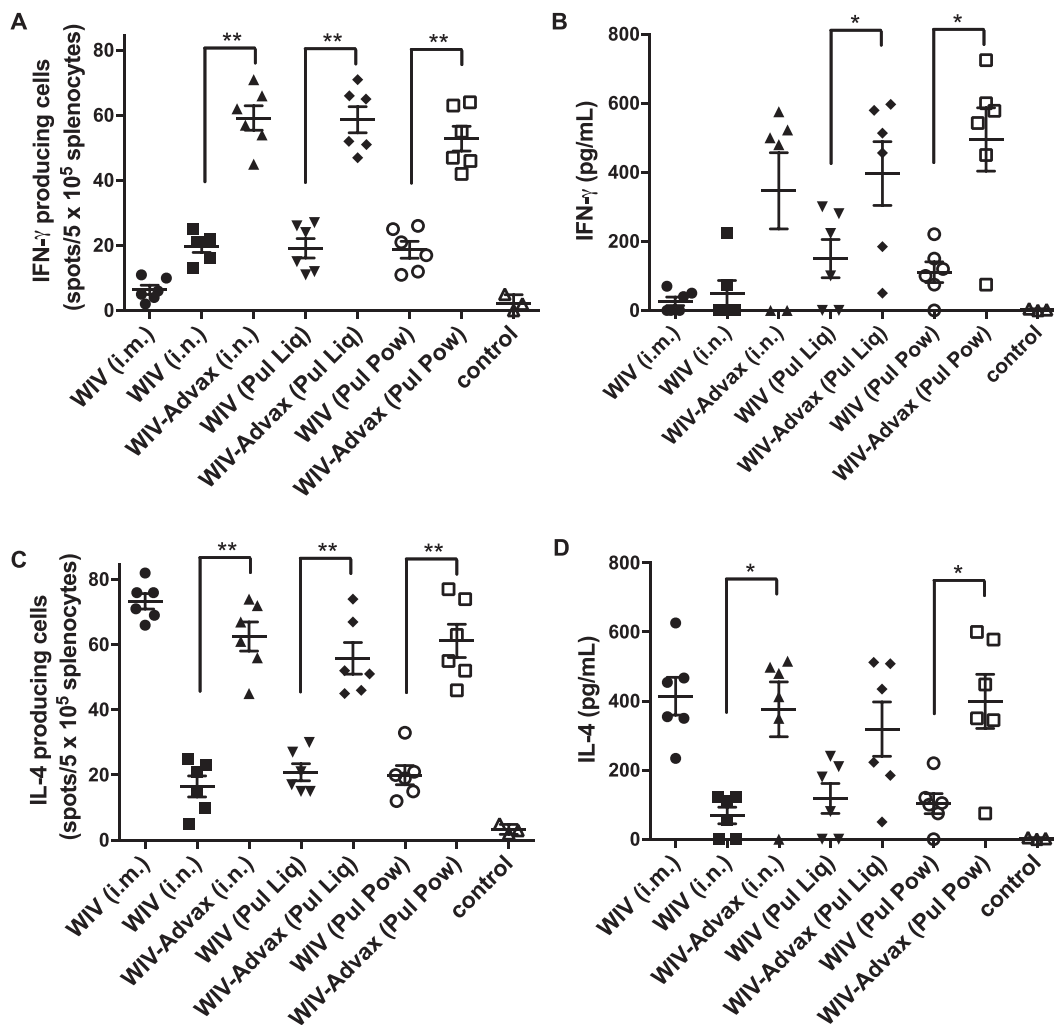 A
IFN-γ producing cells
(spots/5 x 10⁵ splenocytes)
80
60
40
20
0
**
**
**
WIV (i.m.)
WIV (i.n.)
WIV-Advax (i.n.)
WIV (Pul Liq)
WIV-Advax (Pul Liq)
WIV (Pul Pow)
WIV-Advax (Pul Pow)
control
B
IFN-γ (pg/mL)
800
600
400
200
0
*
*
WIV (i.m.)
WIV (i.n.)
WIV-Advax (i.n.)
WIV (Pul Liq)
WIV-Advax (Pul Liq)
WIV (Pul Pow)
WIV-Advax (Pul Pow)
control
C
IL-4 producing cells
(spots/5 x 10⁵ splenocytes)
80
60
40
20
0
**
**
**
WIV (i.m.)
WIV (i.n.)
WIV-Advax (i.n.)
WIV (Pul Liq)
WIV-Advax (Pul Liq)
WIV (Pul Pow)
WIV-Advax (Pul Pow)
control
D
IL-4 (pg/mL)
800
600
400
200
0
*
*
WIV (i.m.)
WIV (i.n.)
WIV-Advax (i.n.)
WIV (Pul Liq)
WIV-Advax (Pul Liq)
WIV (Pul Pow)
WIV-Advax (Pul Pow)
control